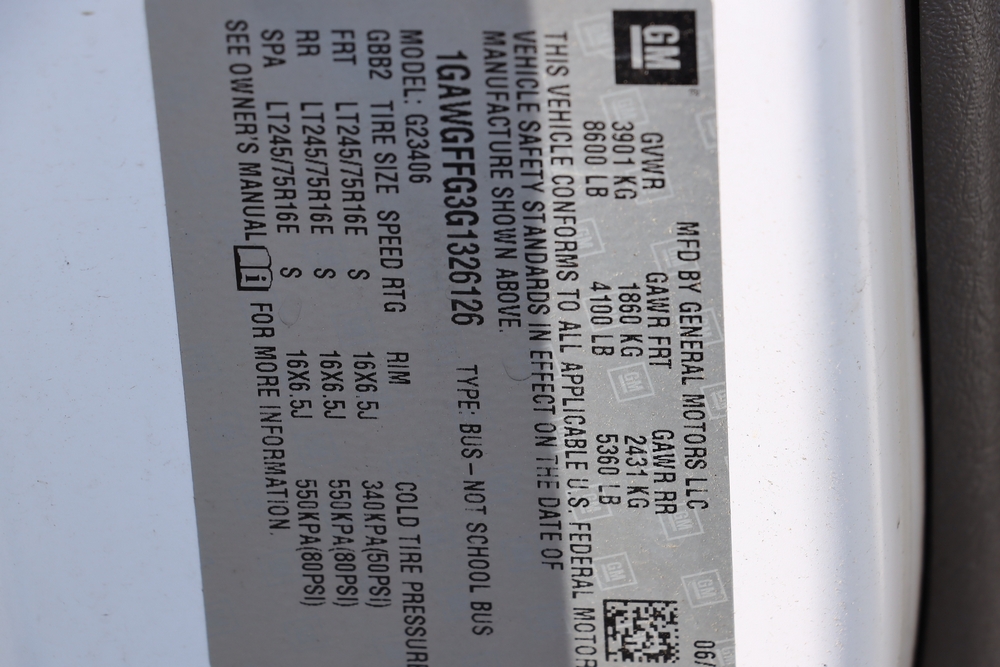 GM
MFD BY GENERAL MOTORS LLC 06/
GVWR GAWR FRT GAWR RR
3901 KG 1860 KG 2431 KG
8600 LB 4100 LB 5360 LB
THIS VEHICLE CONFORMS TO ALL APPLICABLE U.S. FEDERAL MOTOR
VEHICLE SAFETY STANDARDS IN EFFECT ON THE DATE OF
MANUFACTURE SHOWN ABOVE.
1GAWGFFG3G1326126 TYPE: BUS-NOT SCHOOL BUS
MODEL: G23406
GBB2 TIRE SIZE SPEED RTG RIM COLD TIRE PRESSURE
FRT LT245/75R16E S 16X6.5J 340KPA(50PSI)
RR LT245/75R16E S 16X6.5J 550KPA(80PSI)
SPA LT245/75R16E S 16X6.5J 550KPA(80PSI)
SEE OWNER'S MANUAL i FOR MORE INFORMATION.